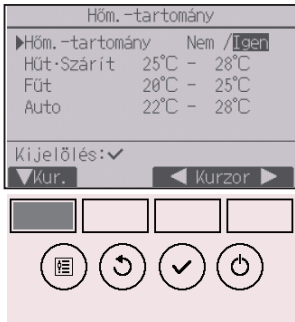 Hőm.-tartomány
▶Hőm.-tartomány Nem /Igen
Hűt·Szárít 25°C - 28°C
Fűt 20°C - 25°C
Auto 22°C - 28°C
Kijelölés:✓
▼Kur. ◀ Kurzor ▶